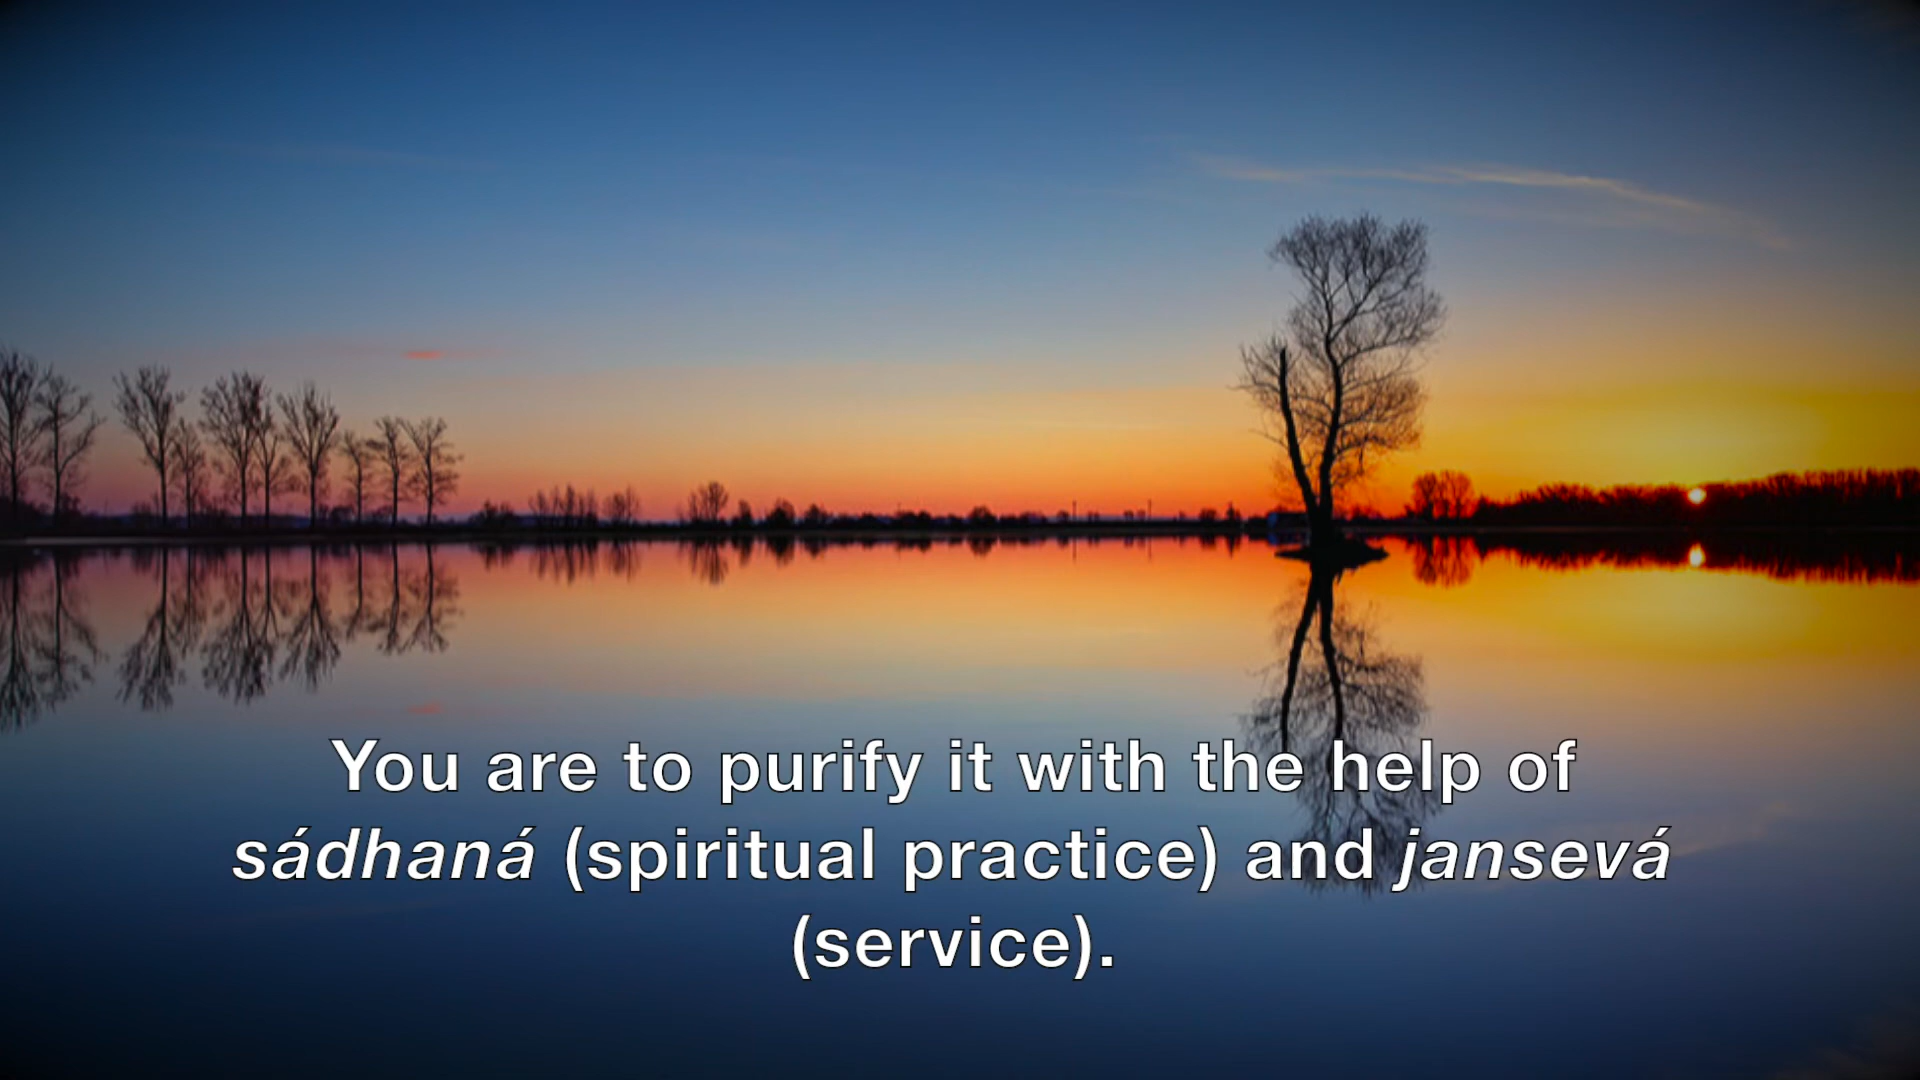 You are to purify it with the help of
sádhaná (spiritual practice) and jansevá
(service).